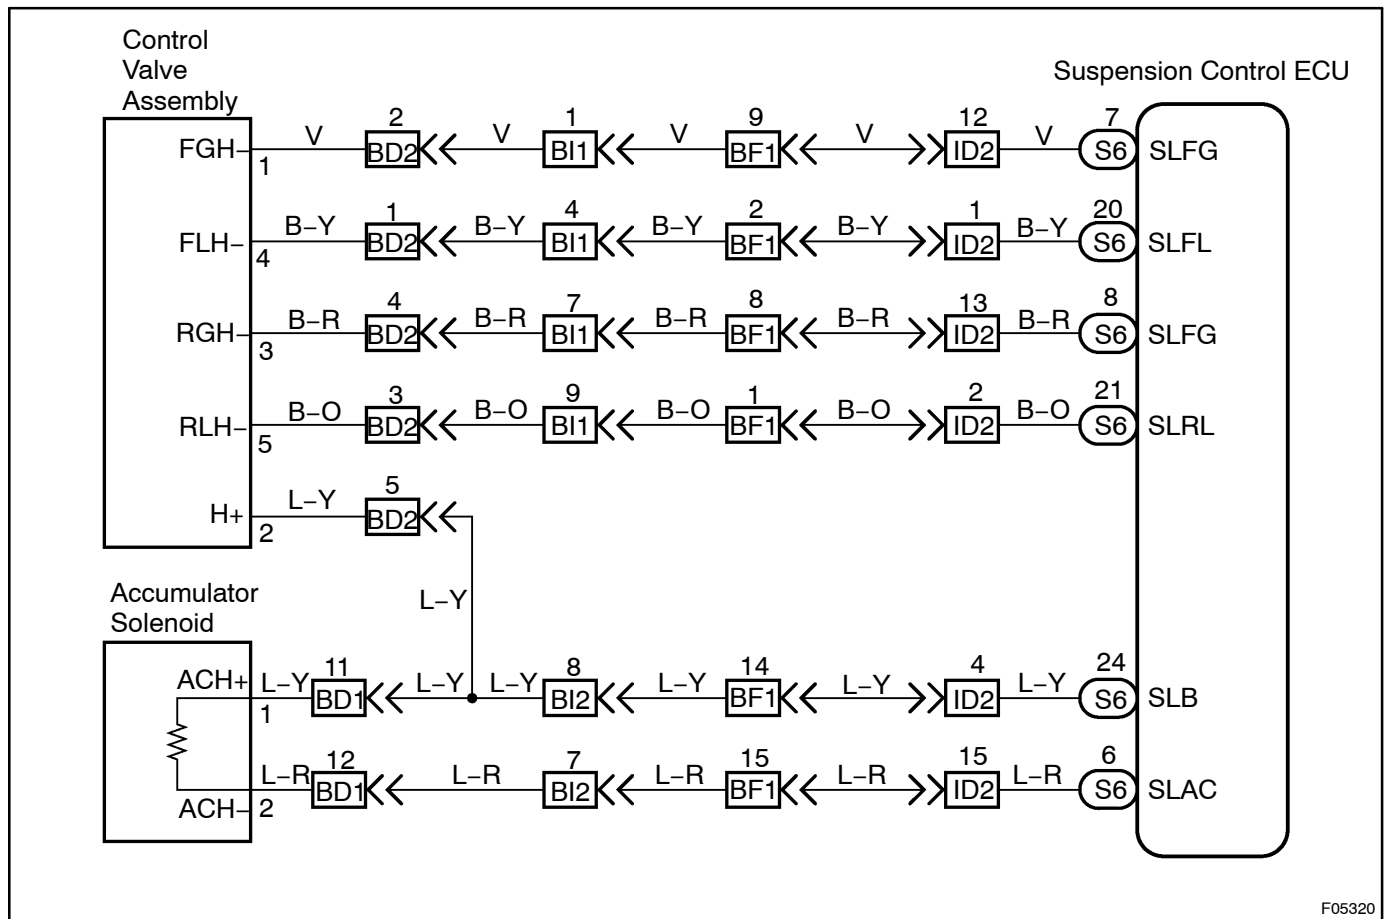 Control
Valve
Assembly
Suspension Control ECU
FGH– 1 V 2 BD2 V 1 BI1 V 9 BF1 V 12 ID2 V 7 S6 SLFG
FLH– 4 B–Y 1 BD2 B–Y 4 BI1 B–Y 2 BF1 B–Y 1 ID2 B–Y 20 S6 SLFL
RGH– 3 B–R 4 BD2 B–R 7 BI1 B–R 8 BF1 B–R 13 ID2 B–R 8 S6 SLFG
RLH– 5 B–O 3 BD2 B–O 9 BI1 B–O 1 BF1 B–O 2 ID2 B–O 21 S6 SLRL
H+ 2 L–Y 5 BD2
L–Y
Accumulator
Solenoid
ACH+ 1 L–Y 11 BD1 L–Y L–Y 8 BI2 L–Y 14 BF1 L–Y 4 ID2 L–Y 24 S6 SLB
ACH– 2 L–R 12 BD1 L–R 7 BI2 L–R 15 BF1 L–R 15 ID2 L–R 6 S6 SLAC
F05320